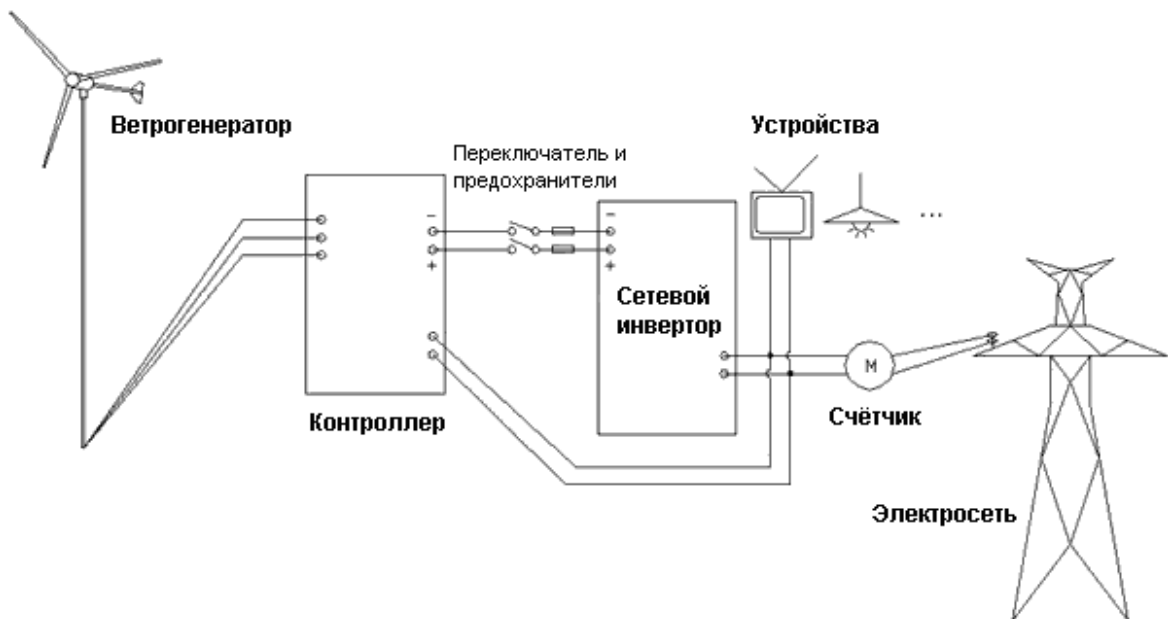 Ветрогенератор
Устройства
Переключатель и
предохранители
-
+
-
+
...
Сетевой
инвертор
М
Контроллер
Счётчик
Электросеть